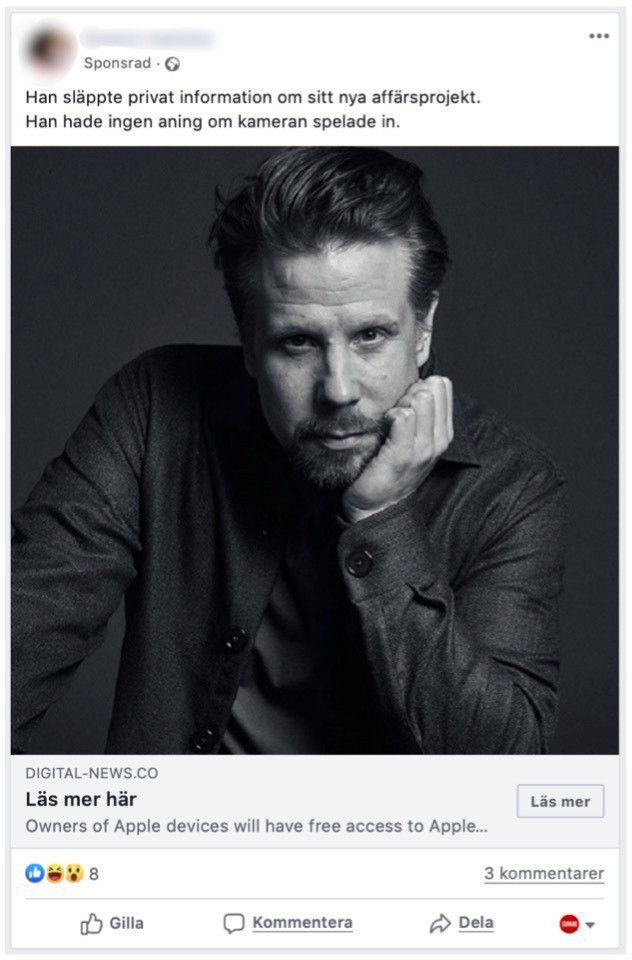 Sponsrad ·
Han släppte privat information om sitt nya affärsprojekt.
Han hade ingen aning om kameran spelade in.
DIGITAL-NEWS.CO
Läs mer här
Läs mer
Owners of Apple devices will have free access to Apple...
8
3 kommentarer
Gilla
Kommentera
Dela